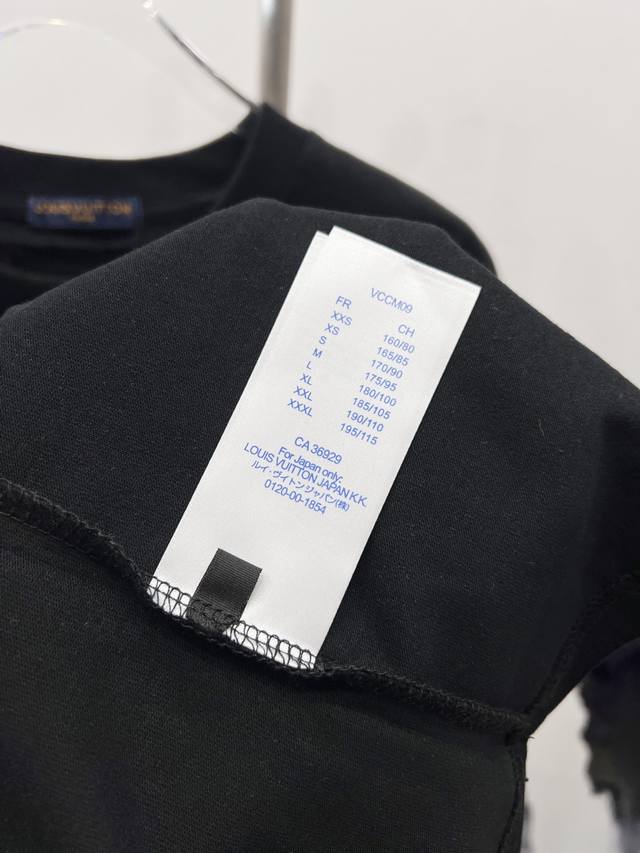 LOUIS VUITTON
VCCM09
FR CH
XXS 160/80
XS 165/85
S 170/90
M 175/95
L 180/100
XL 185/105
XXL 190/110
XXXL 195/115
CA 36929
For Japan only:
LOUIS VUITTON JAPAN K.K.
ルイ・ヴィトンジャパン(株)
0120-00-1854